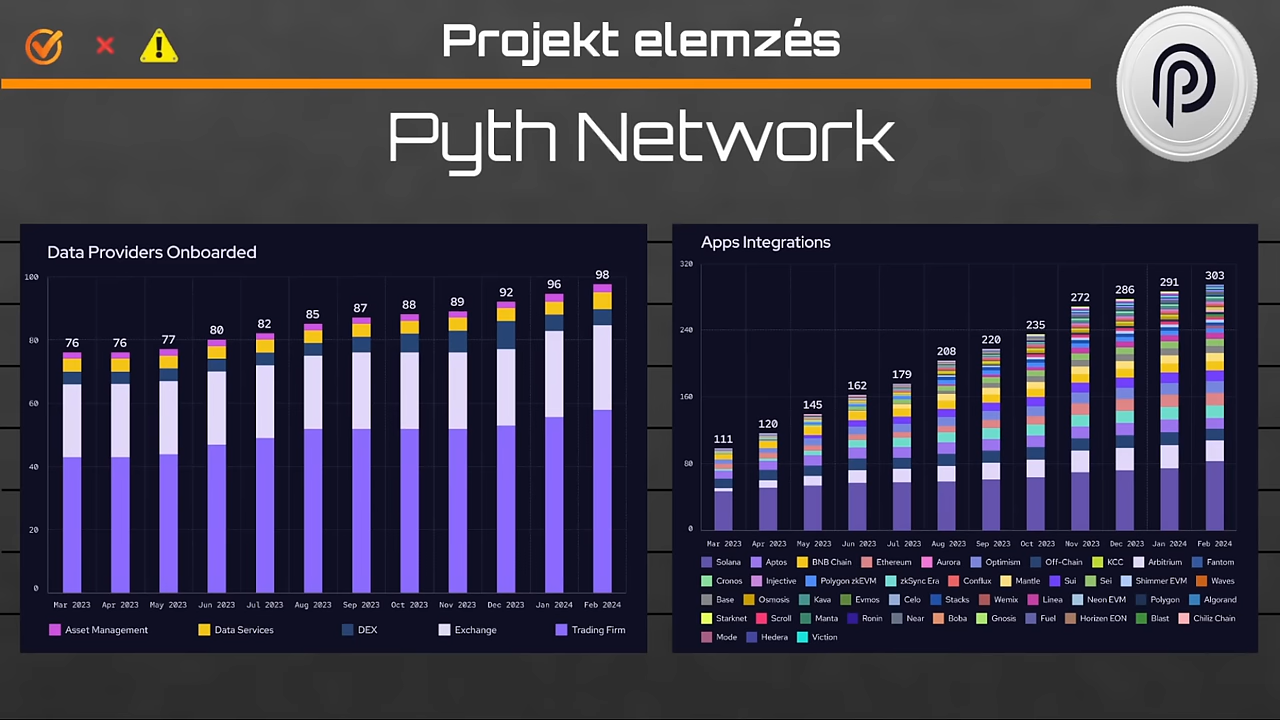 Projekt elemzés
Pyth Network
Data Providers Onboarded
100
80
60
40
20
0
76
76
77
80
82
85
87
88
89
92
96
98
Mar 2023 Apr 2023 May 2023 Jun 2023 Jul 2023 Aug 2023 Sep 2023 Oct 2023 Nov 2023 Dec 2023 Jan 2024 Feb 2024
Asset Management Data Services DEX Exchange Trading Firm
Apps Integrations
320
240
160
80
0
111
120
145
162
179
208
220
235
272
286
291
303
Mar 2023 Apr 2023 May 2023 Jun 2023 Jul 2023 Aug 2023 Sep 2023 Oct 2023 Nov 2023 Dec 2023 Jan 2024 Feb 2024
Solana Aptos BNB Chain Ethereum Aurora Optimism Off-Chain KCC Arbitrium Fantom
Cronos Injective Polygon zkEVM zkSync Era Conflux Mantle Sui Sei Shimmer EVM Waves
Base Osmosis Kava Evmos Celo Stacks Wemix Linea Neon EVM Polygon Algorand
Starknet Scroll Manta Ronin Near Boba Gnosis Fuel Horizen EON Blast Chiliz Chain
Mode Hedera Viction